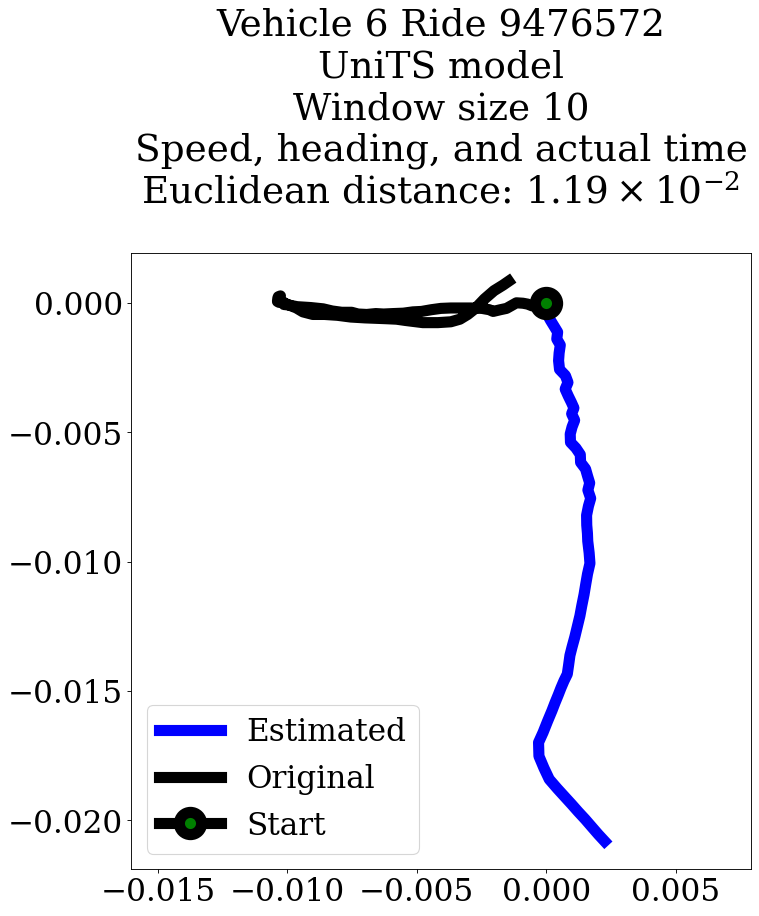 Vehicle 6 Ride 9476572
UniTS model
Window size 10
Speed, heading, and actual time
Euclidean distance: 1.19 × 10⁻²
0.000
−0.005
−0.010
−0.015
−0.020
Estimated
Original
Start
−0.015 −0.010 −0.005 0.000 0.005